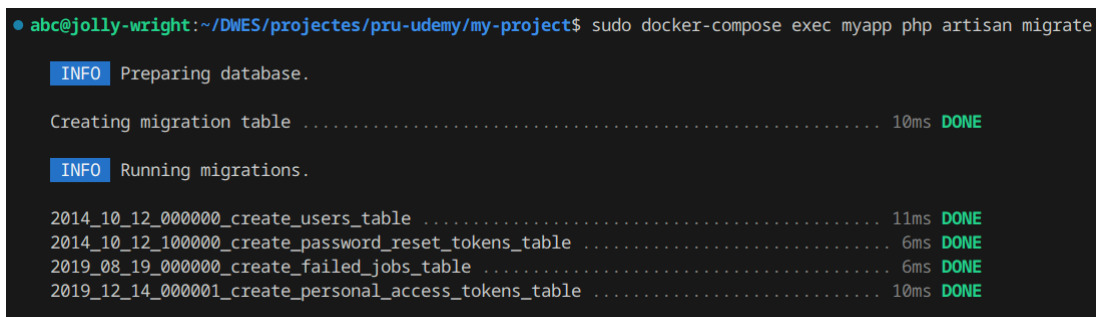 abc@jolly-wright:~/DWES/projectes/pru-udemy/my-project$ sudo docker-compose exec myapp php artisan migrate
INFO Preparing database.
Creating migration table .......................................................... 10ms DONE
INFO Running migrations.
2014_10_12_000000_create_users_table .............................................. 11ms DONE
2014_10_12_100000_create_password_reset_tokens_table ............................... 6ms DONE
2019_08_19_000000_create_failed_jobs_table ......................................... 6ms DONE
2019_12_14_000001_create_personal_access_tokens_table ............................. 10ms DONE